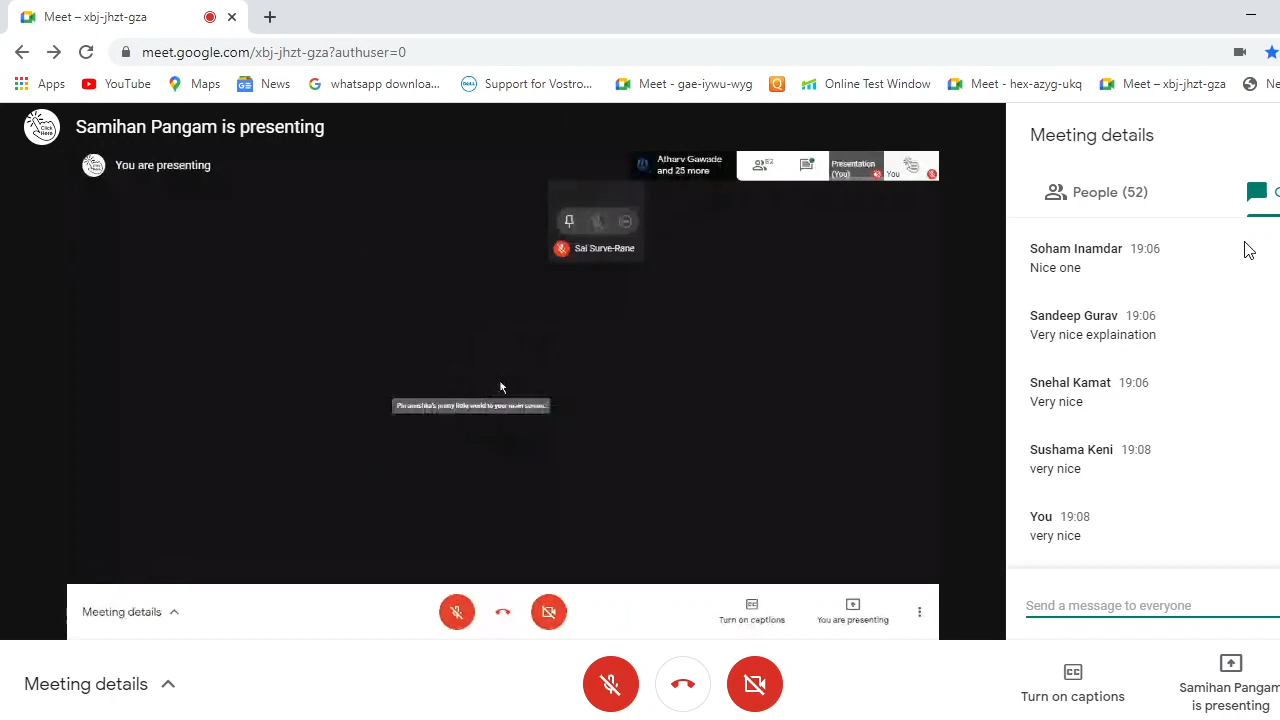 Meet – xbj-jhzt-gza
meet.google.com/xbj-jhzt-gza?authuser=0
Apps YouTube Maps News whatsapp downloa... Support for Vostro... Meet - gae-iywu-wyg Online Test Window Meet - hex-azyg-ukq Meet – xbj-jhzt-gza Ne
Click Here
Samihan Pangam is presenting
You are presenting
Atharv Gawade
and 25 more
52
Presentation
(You)
You
Sai Surve-Rane
Meeting details
Turn on captions
You are presenting
Meeting details
People (52)
C
Soham Inamdar 19:06
Nice one
Sandeep Gurav 19:06
Very nice explaination
Snehal Kamat 19:06
Very nice
Sushama Keni 19:08
very nice
You 19:08
very nice
Send a message to everyone
Meeting details
Turn on captions
Samihan Pangam
is presenting